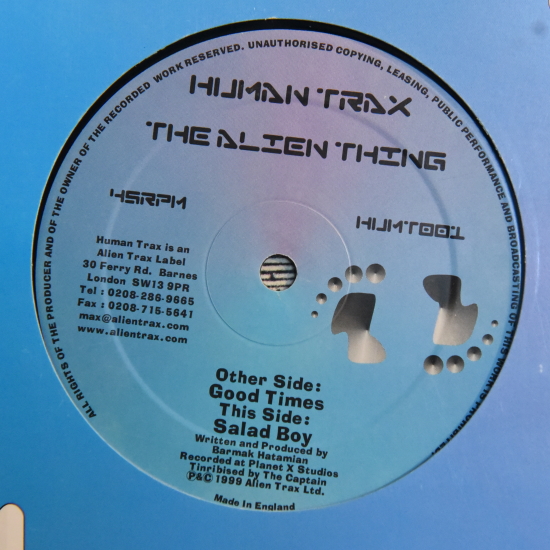 ALL RIGHTS OF THE PRODUCER AND OF THE OWNER OF THE RECORDED WORK RESERVED. UNAUTHORISED COPYING, LEASING, PUBLIC PERFORMANCE AND BROADCASTING OF THIS WORK IS
HUMAN TRAX
THE ALIEN THING
45RPM
HUMT001
Human Trax is an
Alien Trax Label
30 Ferry Rd. Barnes
London SW13 9PR
Tel : 0208-286-9665
Fax : 0208-715-5641
max@alientrax.com
www.alientrax.com
Other Side:
Good Times
This Side:
Salad Boy
Written and Produced by
Barmak Hatamian
Recorded at Planet X Studios
Tinribised by The Captain
℗&© 1999 Alien Trax Ltd.
Made in England